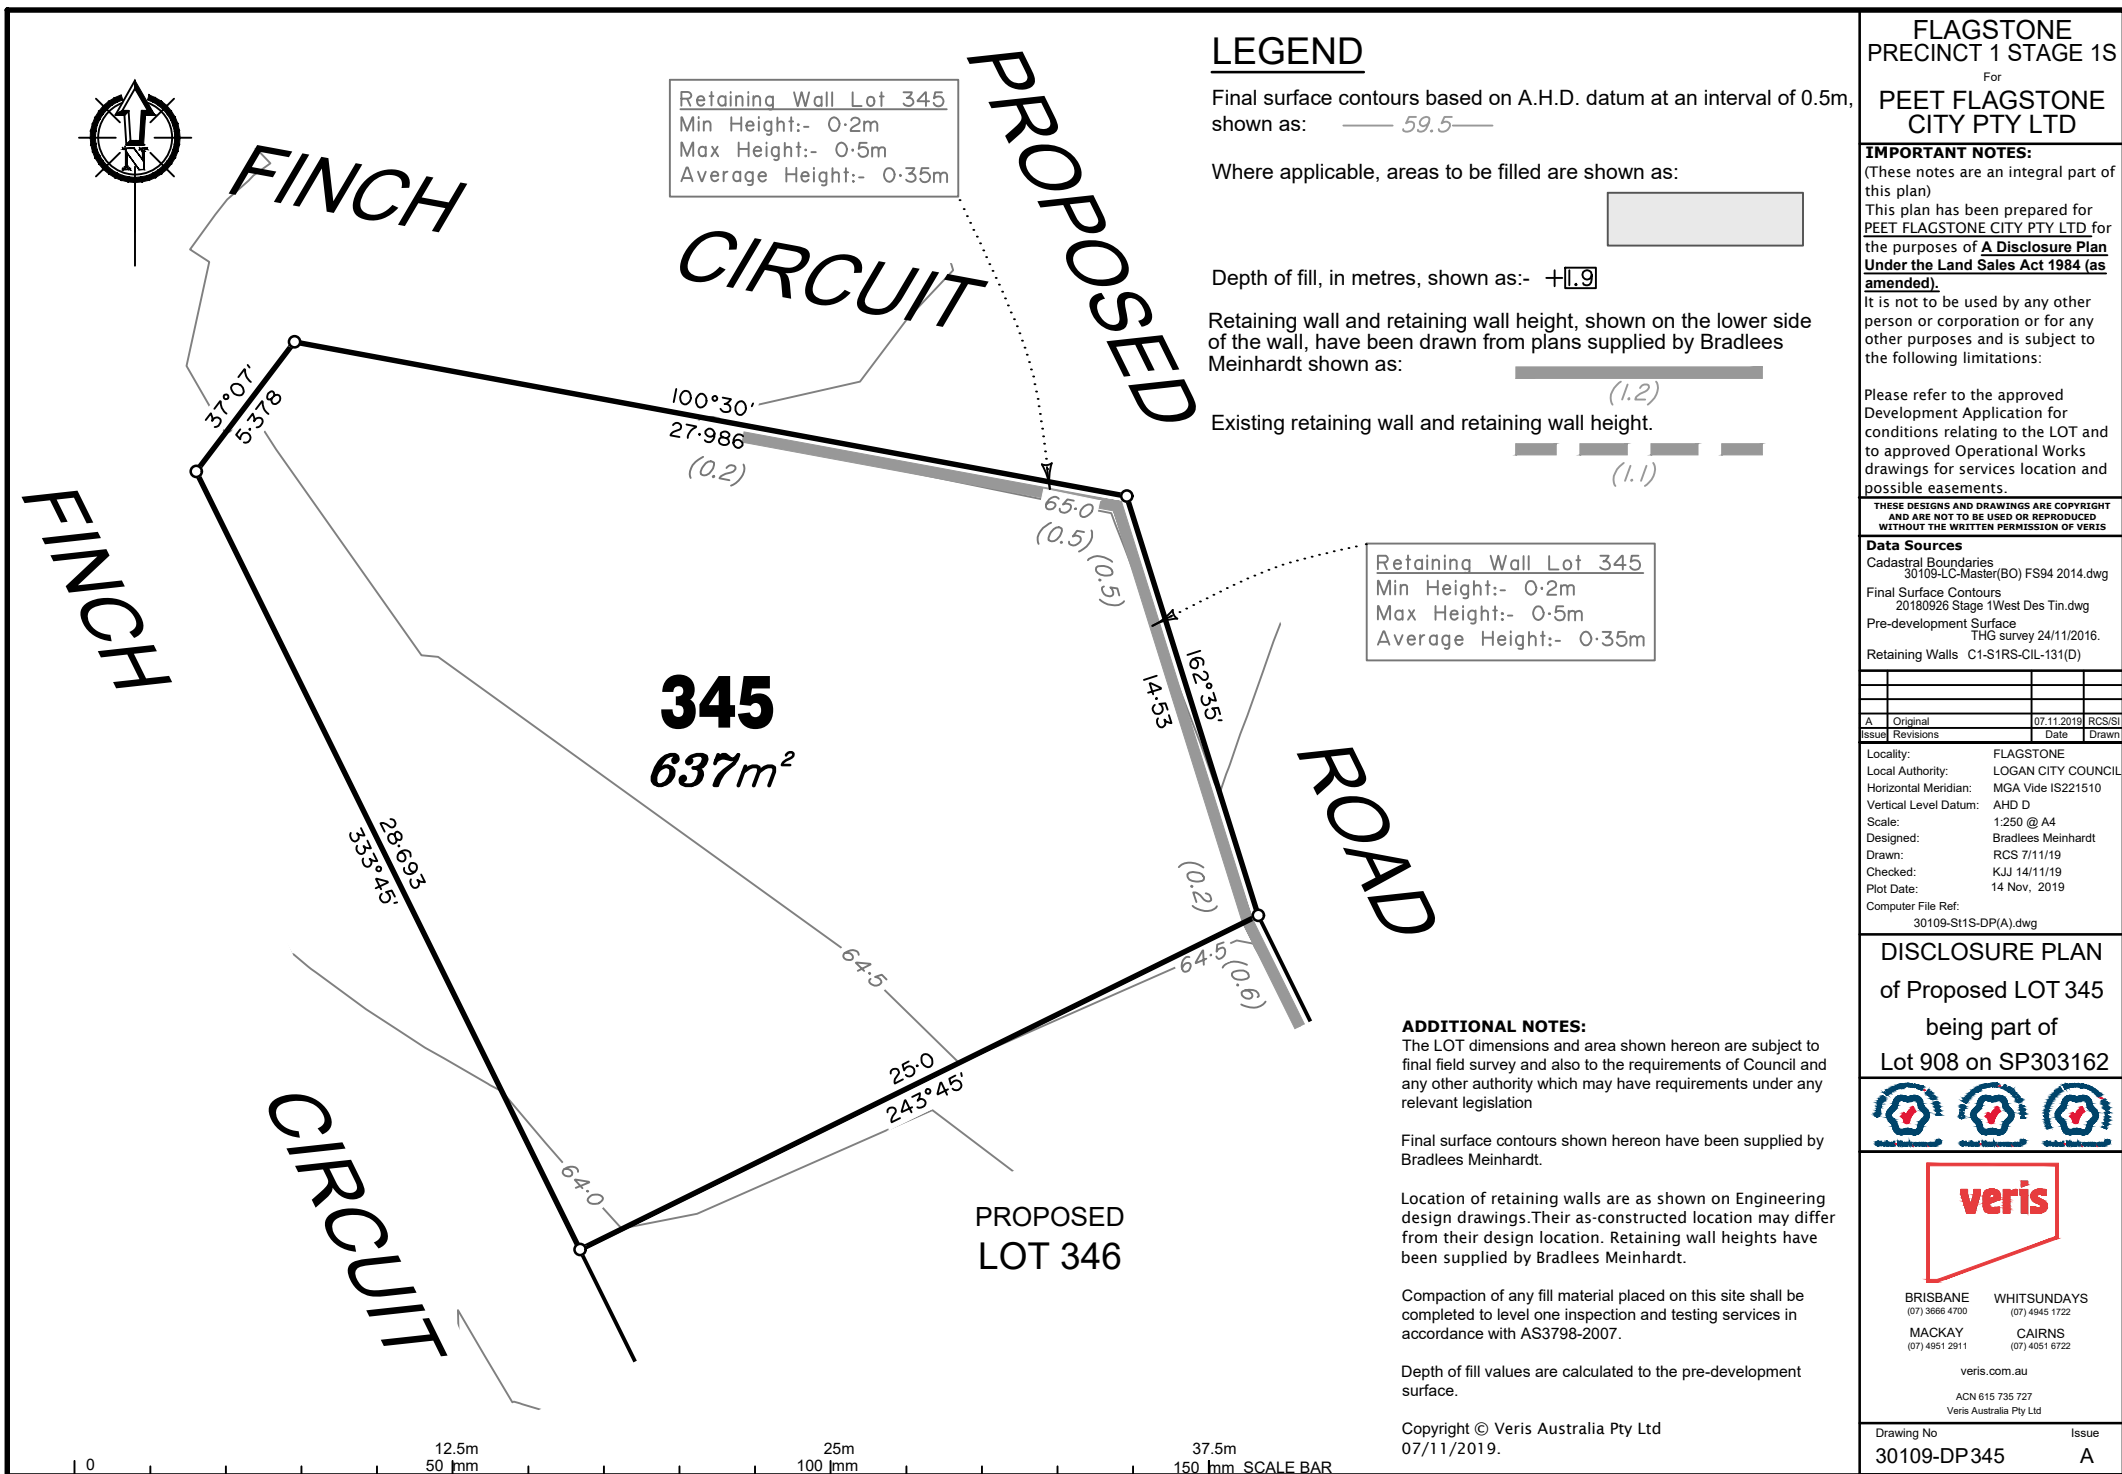 N
FINCH
CIRCUIT
Retaining Wall Lot 345
Min Height:- 0·2m
Max Height:- 0·5m
Average Height:- 0·35m
PROPOSED
ROAD
37°07'
5·378
100°30'
27·986
(0.2)
65·0
(0.5)
(0.5)
FINCH
CIRCUIT
345
637m²
162°35'
14·53
Retaining Wall Lot 345
Min Height:- 0·2m
Max Height:- 0·5m
Average Height:- 0·35m
28·693
333°45'
(0.2)
64·5
64·5
(0.6)
25·0
243°45'
64·0
PROPOSED
LOT 346
0
12.5m
50 mm
25m
100 mm
37.5m
150 mm SCALE BAR
LEGEND
Final surface contours based on A.H.D. datum at an interval of 0.5m,
shown as: 59.5
Where applicable, areas to be filled are shown as:
Depth of fill, in metres, shown as:- +1.9
Retaining wall and retaining wall height, shown on the lower side
of the wall, have been drawn from plans supplied by Bradlees
Meinhardt shown as:
(1.2)
Existing retaining wall and retaining wall height.
(1.1)
ADDITIONAL NOTES:
The LOT dimensions and area shown hereon are subject to
final field survey and also to the requirements of Council and
any other authority which may have requirements under any
relevant legislation
Final surface contours shown hereon have been supplied by
Bradlees Meinhardt.
Location of retaining walls are as shown on Engineering
design drawings.Their as-constructed location may differ
from their design location. Retaining wall heights have
been supplied by Bradlees Meinhardt.
Compaction of any fill material placed on this site shall be
completed to level one inspection and testing services in
accordance with AS3798-2007.
Depth of fill values are calculated to the pre-development
surface.
Copyright © Veris Australia Pty Ltd
07/11/2019.
FLAGSTONE
PRECINCT 1 STAGE 1S
For
PEET FLAGSTONE
CITY PTY LTD
IMPORTANT NOTES:
(These notes are an integral part of
this plan)
This plan has been prepared for
PEET FLAGSTONE CITY PTY LTD for
the purposes of A Disclosure Plan
Under the Land Sales Act 1984 (as
amended).
It is not to be used by any other
person or corporation or for any
other purposes and is subject to
the following limitations:
Please refer to the approved
Development Application for
conditions relating to the LOT and
to approved Operational Works
drawings for services location and
possible easements.
THESE DESIGNS AND DRAWINGS ARE COPYRIGHT
AND ARE NOT TO BE USED OR REPRODUCED
WITHOUT THE WRITTEN PERMISSION OF VERIS
Data Sources
Cadastral Boundaries
30109-LC-Master(BO) FS94 2014.dwg
Final Surface Contours
20180926 Stage 1West Des Tin.dwg
Pre-development Surface
THG survey 24/11/2016.
Retaining Walls C1-S1RS-CIL-131(D)
A Original 07.11.2019 RCS/SI
Issue Revisions Date Drawn
Locality: FLAGSTONE
Local Authority: LOGAN CITY COUNCIL
Horizontal Meridian: MGA Vide IS221510
Vertical Level Datum: AHD D
Scale: 1:250 @ A4
Designed: Bradlees Meinhardt
Drawn: RCS 7/11/19
Checked: KJJ 14/11/19
Plot Date: 14 Nov, 2019
Computer File Ref:
30109-St1S-DP(A).dwg
DISCLOSURE PLAN
of Proposed LOT 345
being part of
Lot 908 on SP303162
veris
BRISBANE WHITSUNDAYS
(07) 3666 4700 (07) 4945 1722
MACKAY CAIRNS
(07) 4951 2911 (07) 4051 6722
veris.com.au
ACN 615 735 727
Veris Australia Pty Ltd
Drawing No Issue
30109-DP345 A